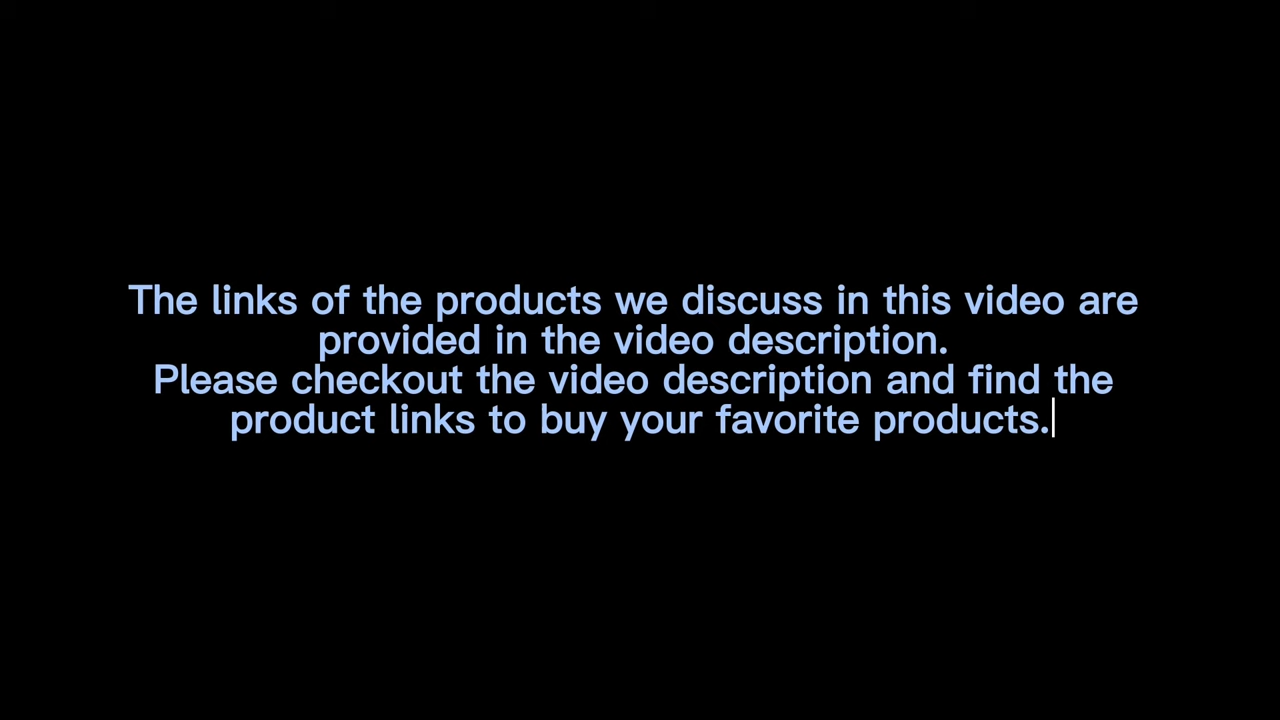 The links of the products we discuss in this video are
provided in the video description.
Please checkout the video description and find the
product links to buy your favorite products.